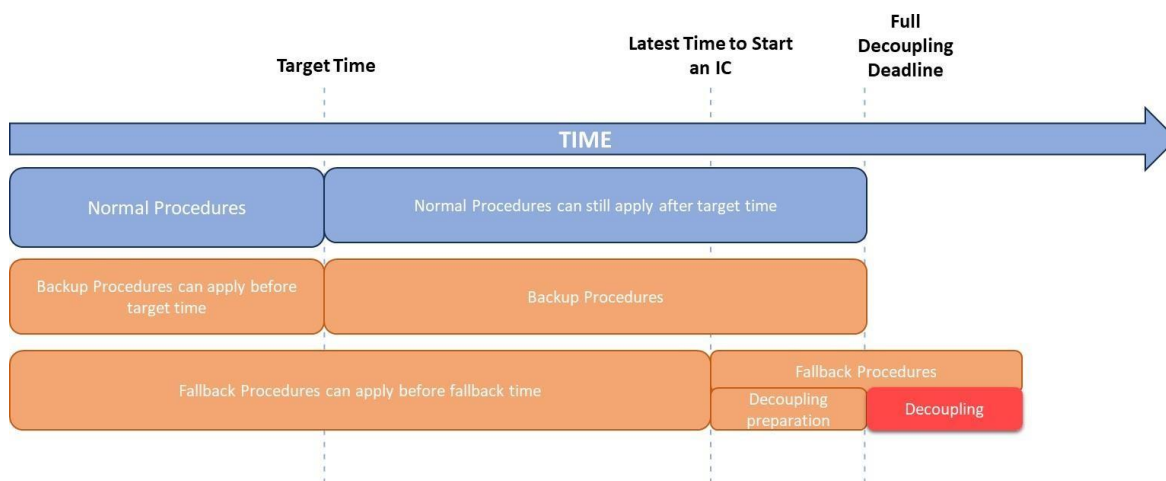 Target Time
Latest Time to Start
an IC
Full
Decoupling
Deadline
TIME
Normal Procedures
Normal Procedures can still apply after target time
Backup Procedures can apply before
target time
Backup Procedures
Fallback Procedures can apply before fallback time
Fallback Procedures
Decoupling
preparation
Decoupling